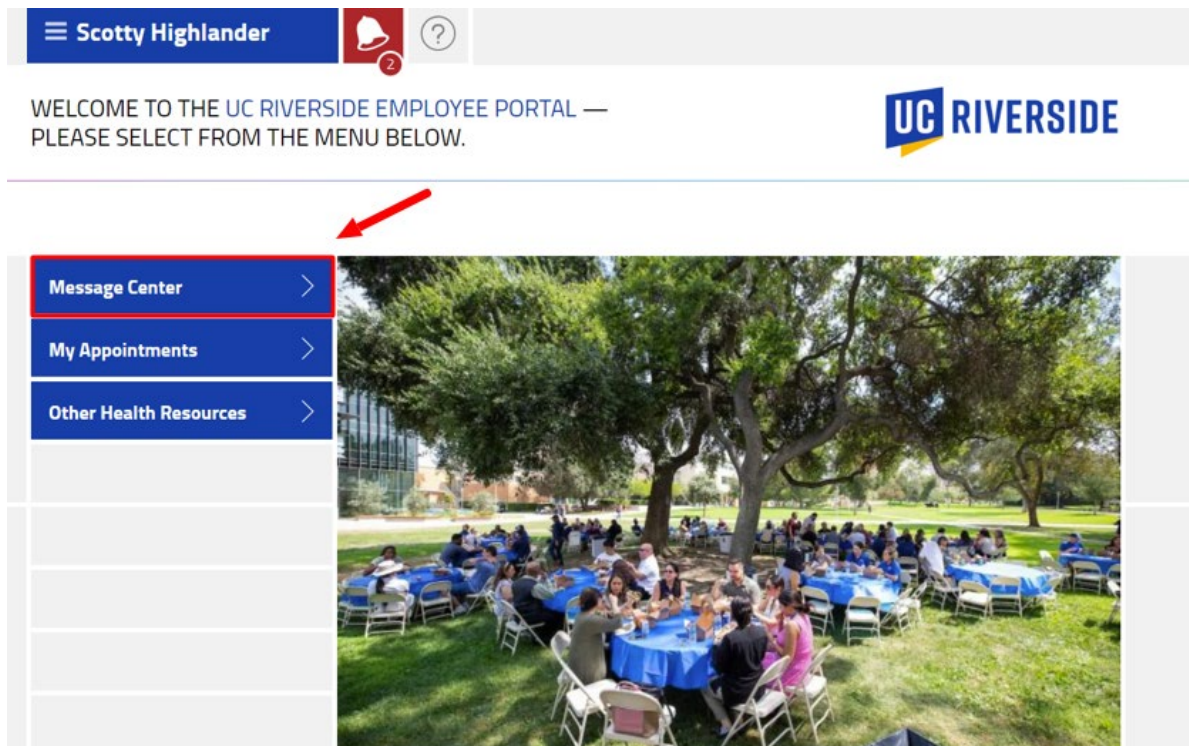 Scotty Highlander
2
?
WELCOME TO THE UC RIVERSIDE EMPLOYEE PORTAL —
PLEASE SELECT FROM THE MENU BELOW.
UC RIVERSIDE
Message Center
My Appointments
Other Health Resources